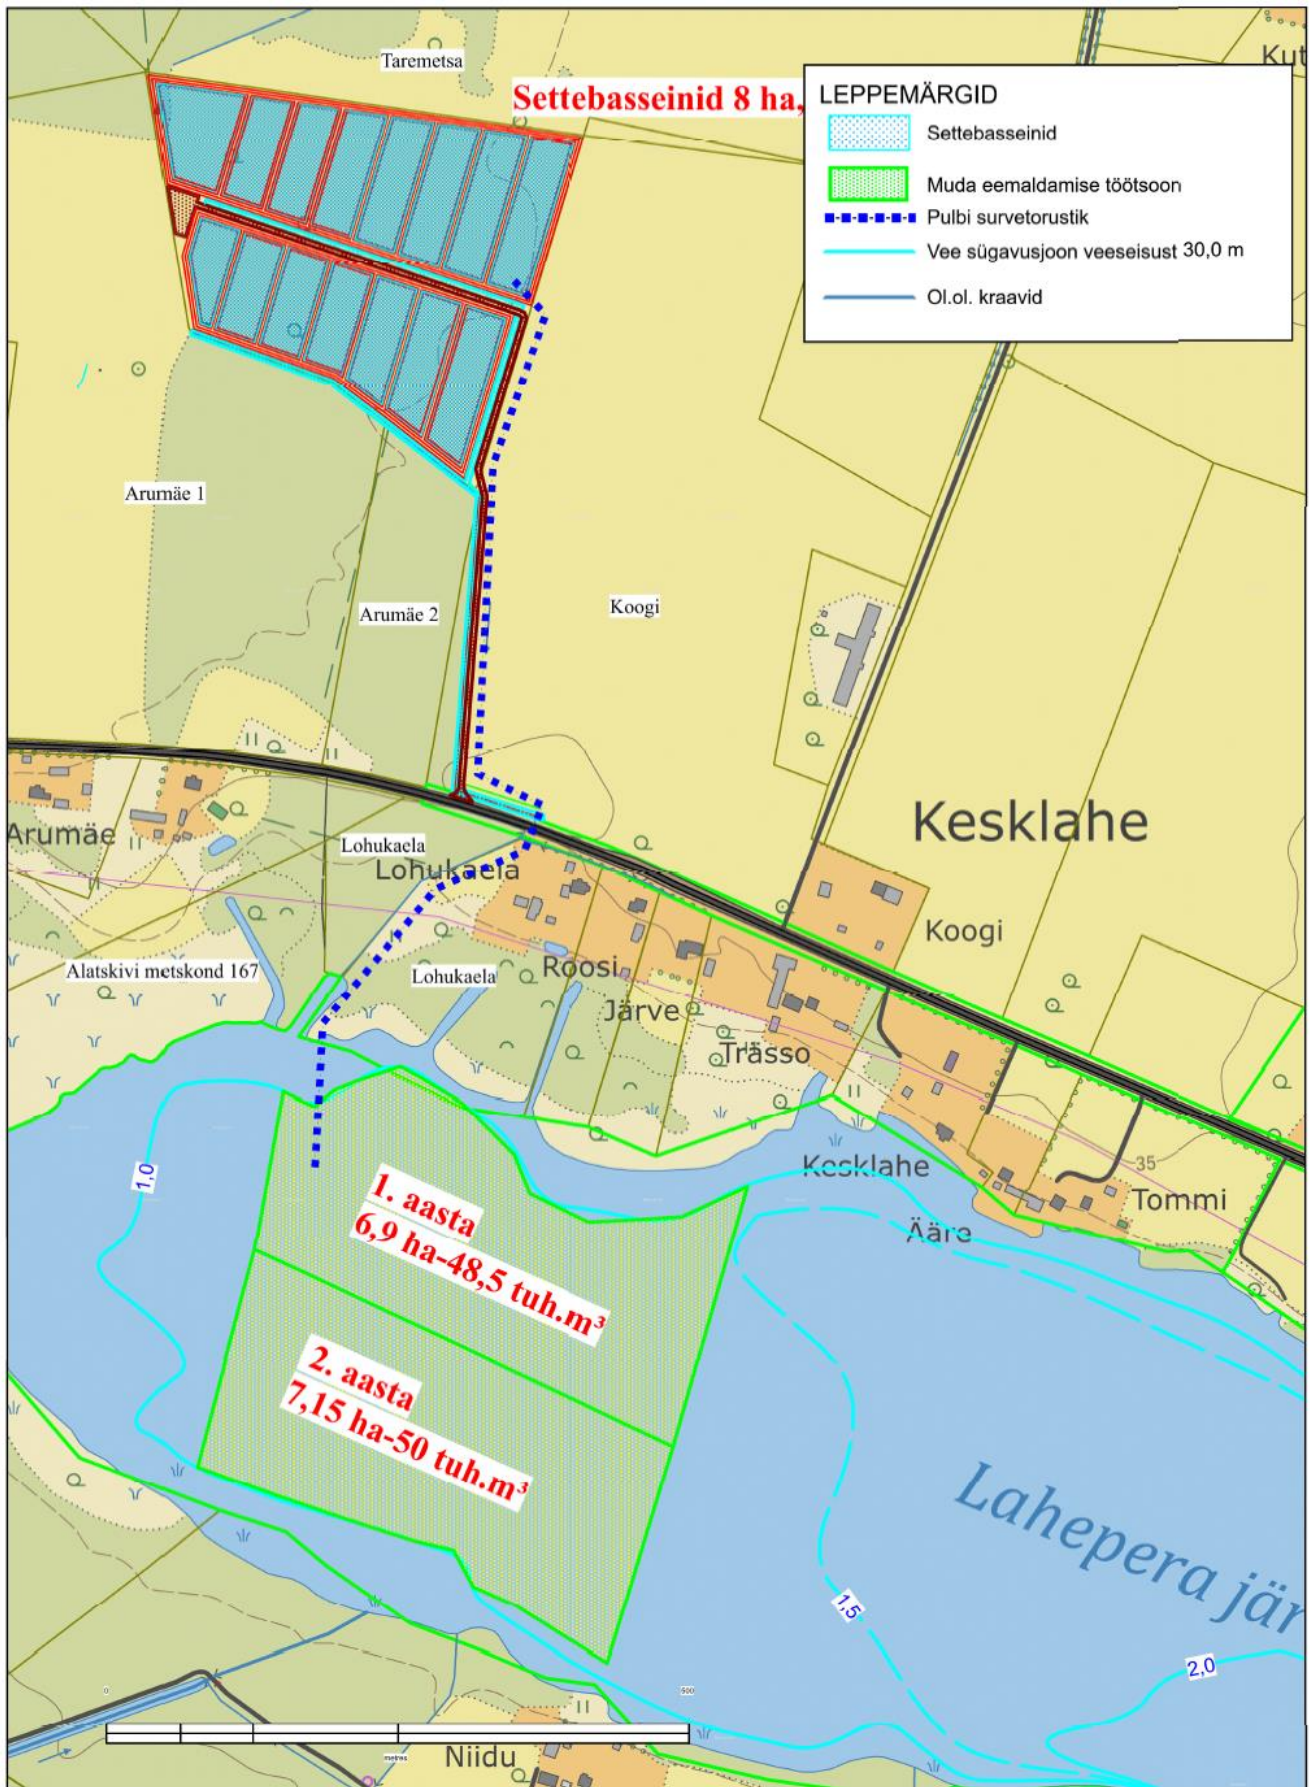 Taremetsa
Kut
Settebasseinid 8 ha,
LEPPEMÄRGID
Settebasseinid
Muda eemaldamise töötsoon
Pulbi survetorustik
Vee sügavusjoon veeseisust 30,0 m
Ol.ol. kraavid
Arumäe 1
Arumäe 2
Koogi
Kesklahe
Arumäe
Lohukaela
Lohukaela
Koogi
Alatskivi metskond 167
Lohukaela
Roosi
Järve
Trässo
35
Kesklahe
Tommi
Ääre
1,0
1. aasta
6,9 ha-48,5 tuh.m³
2. aasta
7,15 ha-50 tuh.m³
Lahepera jär
1,5
2,0
0
500
metres
Niidu